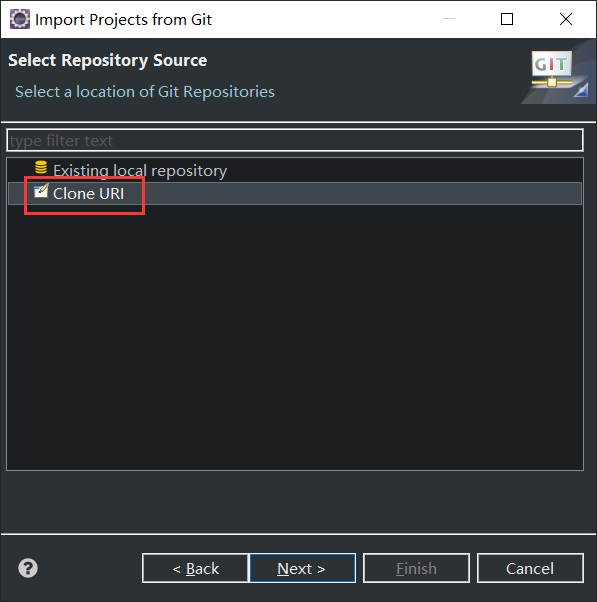 Import Projects from Git
Select Repository Source
Select a location of Git Repositories
GIT
type filter text
Existing local repository
Clone URI
?
< Back
Next >
Finish
Cancel